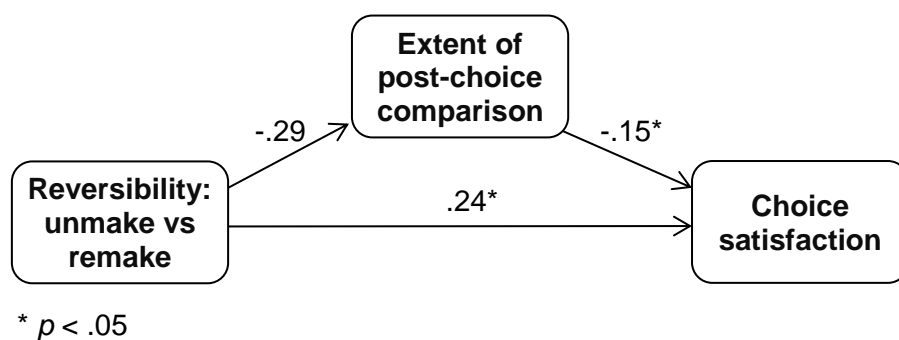 Extent of
post-choice
comparison
-.29
-.15*
Reversibility:
unmake vs
remake
.24*
Choice
satisfaction
* p < .05